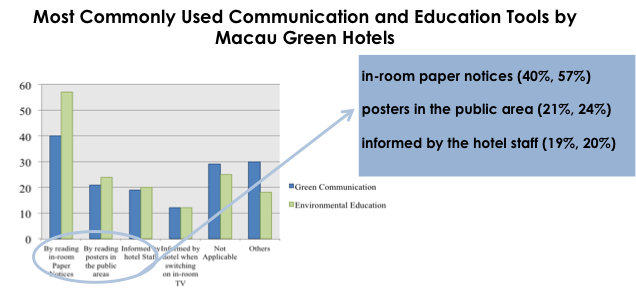 Most Commonly Used Communication and Education Tools by
Macau Green Hotels
in-room paper notices (40%, 57%)
posters in the public area (21%, 24%)
informed by the hotel staff (19%, 20%)
60
50
40
30
20
10
0
Green Communication
Environmental Education
By reading
in-room
Paper
Notices
By reading
posters in
the public
areas
Informed by
hotel Staff
Informed by
hotel when
switching
on in-room
TV
Not
Applicable
Others